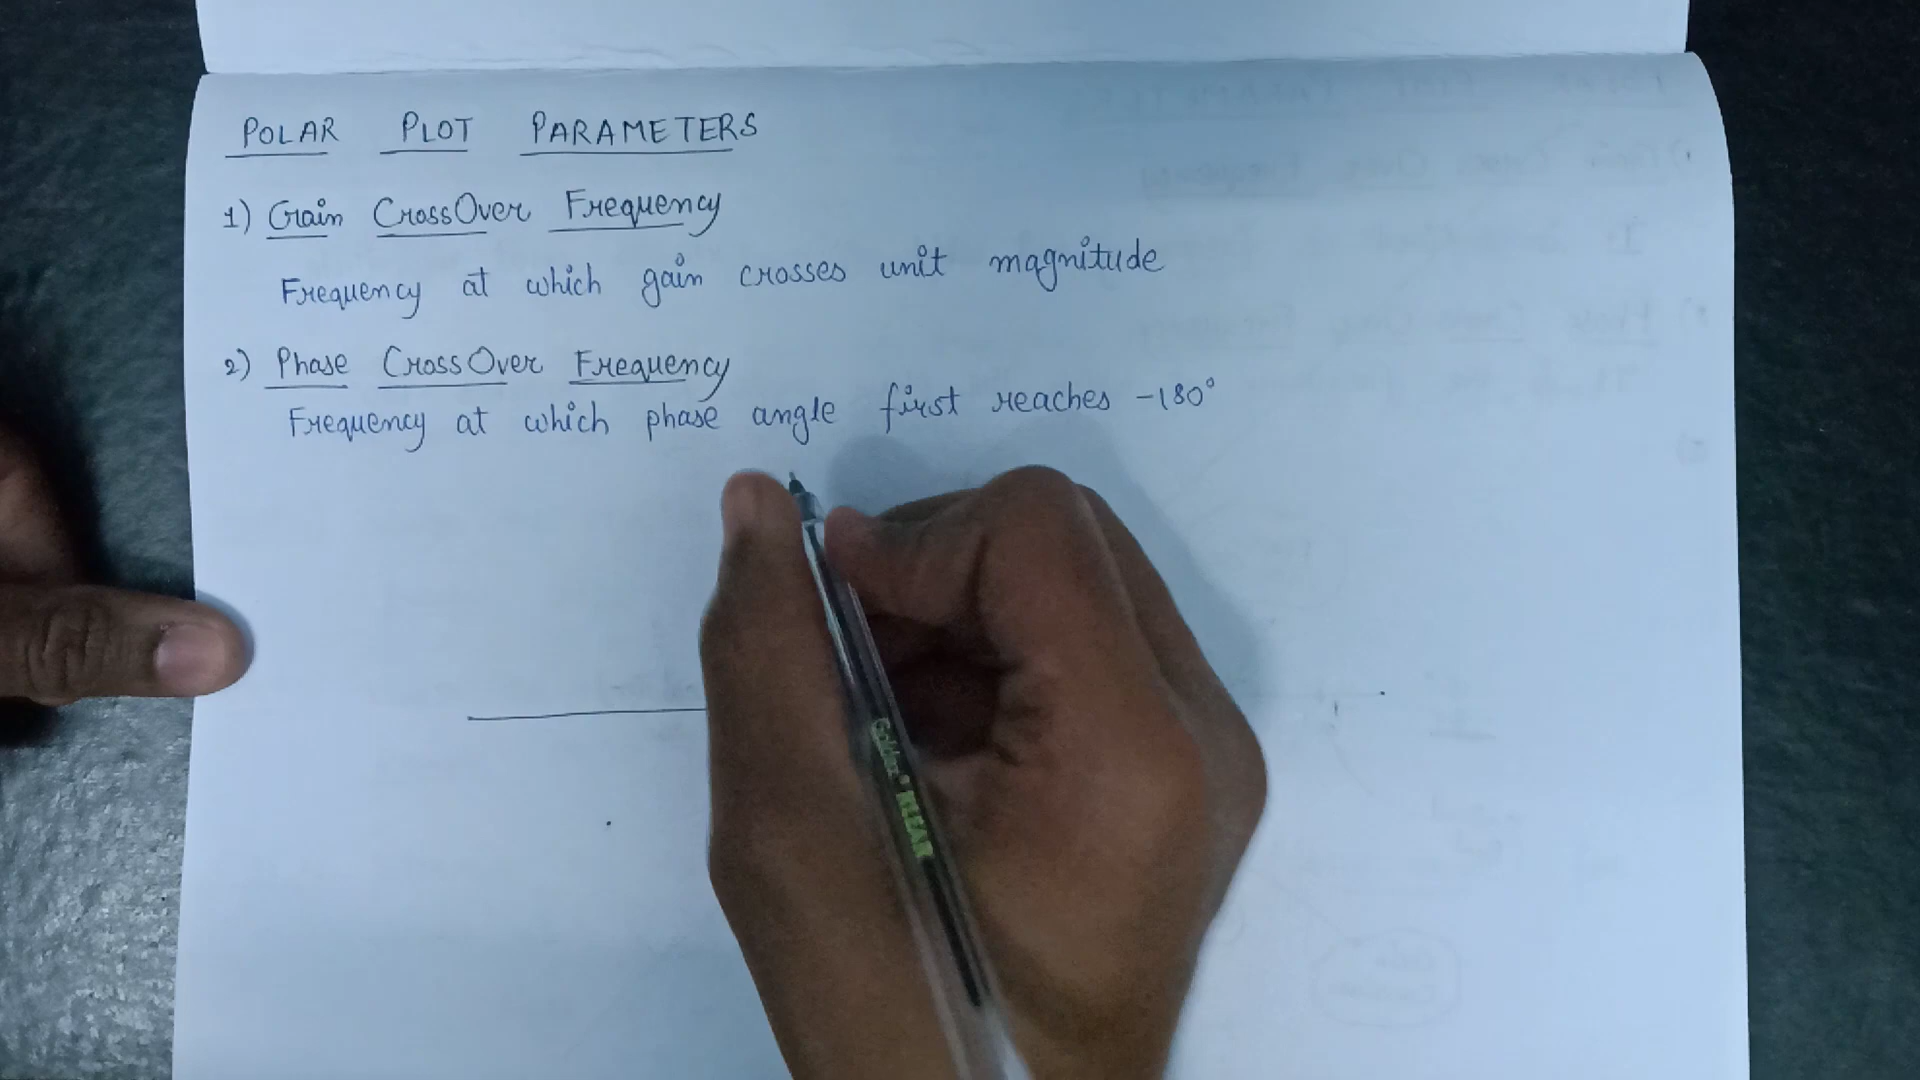 POLAR PLOT PARAMETERS
1) Gain CrossOver Frequency
Frequency at which gain crosses unit magnitude
2) Phase CrossOver Frequency
Frequency at which phase angle first reaches -180°